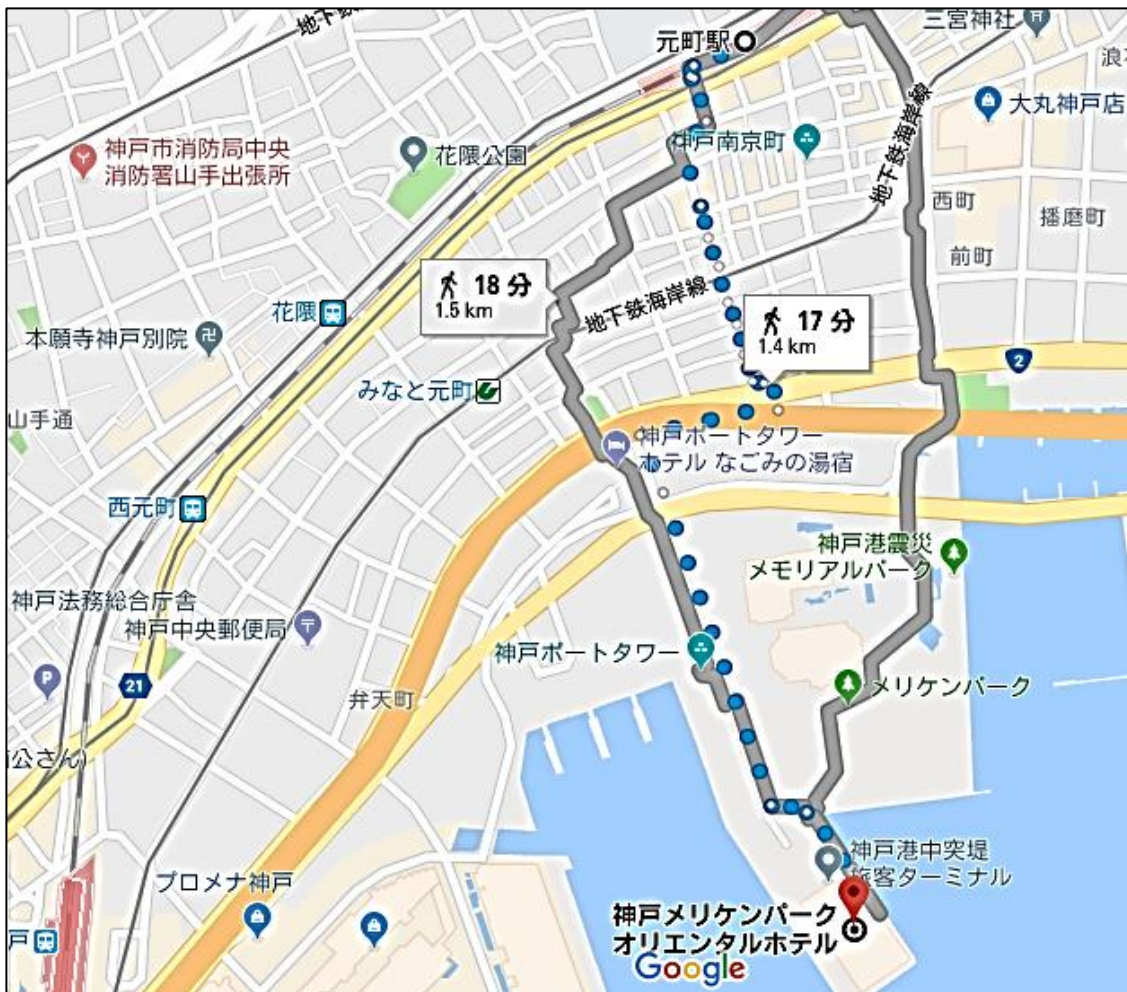 地下鉄海岸線
元町駅
三宮神社
浪花
大丸神戸店
神戸市消防局中央
消防署山手出張所
花隈公園
神戸南京町
地下鉄海岸線
西町
播磨町
前町
18 分
1.5 km
地下鉄海岸線
17 分
1.4 km
花隈
本願寺神戸別院
2
みなと元町
山手通
神戸ポートタワー
ホテル なごみの湯宿
西元町
神戸港震災
メモリアルパーク
神戸法務総合庁舎
神戸中央郵便局
神戸ポートタワー
P
21
メリケンパーク
弁天町
公さん)
神戸港中突堤
旅客ターミナル
プロメナ神戸
神戸メリケンパーク
オリエンタルホテル
戸
Google